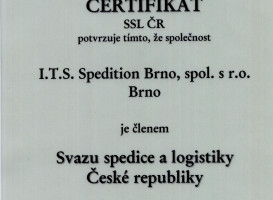 CERTIFIKÁT
SSL ČR
potvrzuje tímto, že společnost
I.T.S. Spedition Brno, spol. s r.o.
Brno
je členem
Svazu spedice a logistiky
České republiky